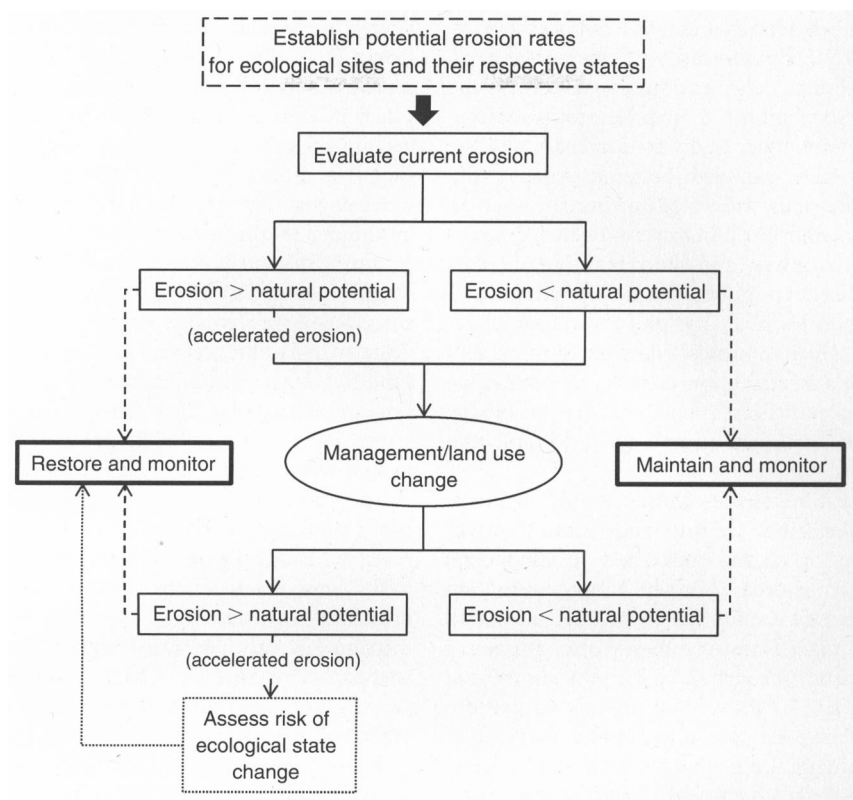 Establish potential erosion rates
for ecological sites and their respective states
Evaluate current erosion
Erosion > natural potential
Erosion < natural potential
(accelerated erosion)
Management/land use
change
Restore and monitor
Maintain and monitor
Erosion > natural potential
Erosion < natural potential
(accelerated erosion)
Assess risk of
ecological state
change